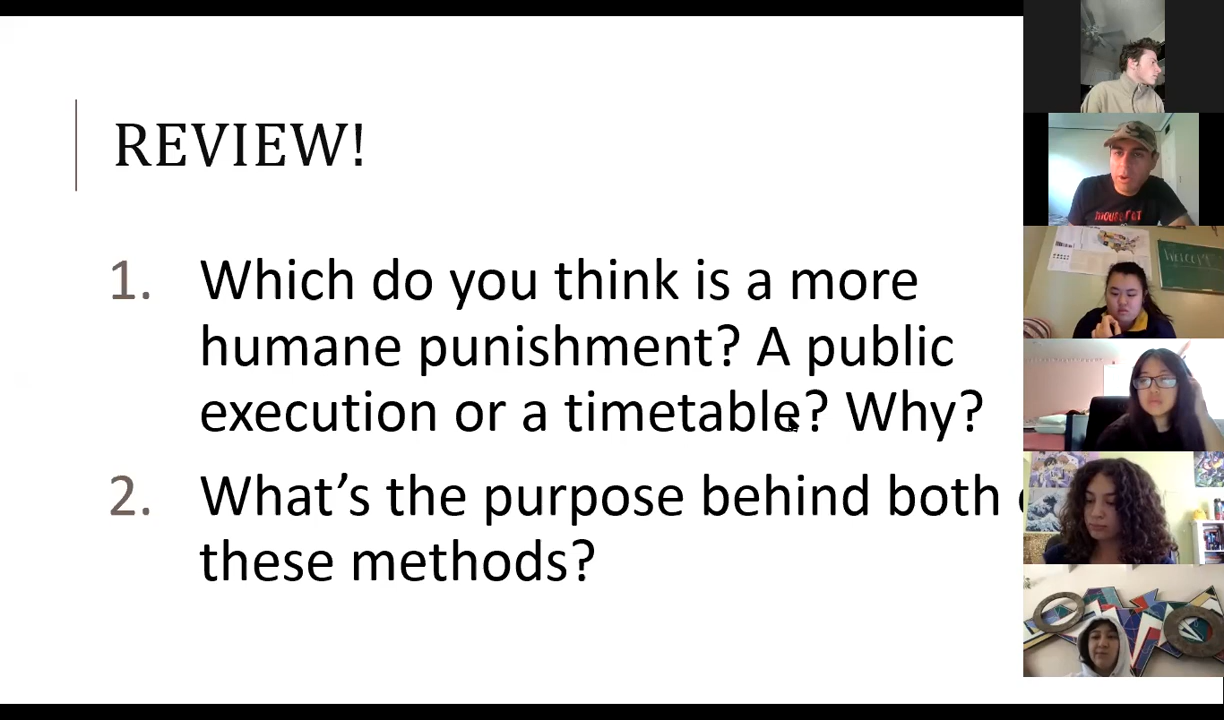 REVIEW!
1. Which do you think is a more
humane punishment? A public
execution or a timetable? Why?
2. What's the purpose behind both
these methods?
WELCOME